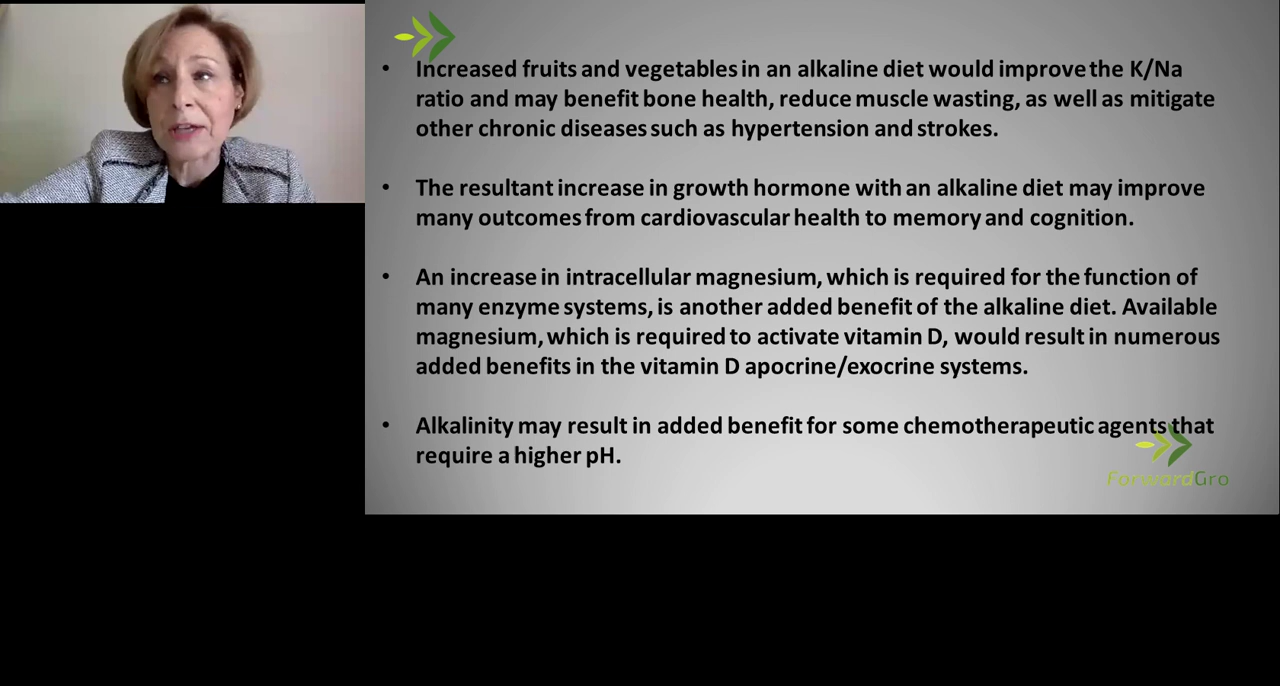 • Increased fruits and vegetables in an alkaline diet would improve the K/Na
ratio and may benefit bone health, reduce muscle wasting, as well as mitigate
other chronic diseases such as hypertension and strokes.
• The resultant increase in growth hormone with an alkaline diet may improve
many outcomes from cardiovascular health to memory and cognition.
• An increase in intracellular magnesium, which is required for the function of
many enzyme systems, is another added benefit of the alkaline diet. Available
magnesium, which is required to activate vitamin D, would result in numerous
added benefits in the vitamin D apocrine/exocrine systems.
• Alkalinity may result in added benefit for some chemotherapeutic agents that
require a higher pH.
ForwardGro